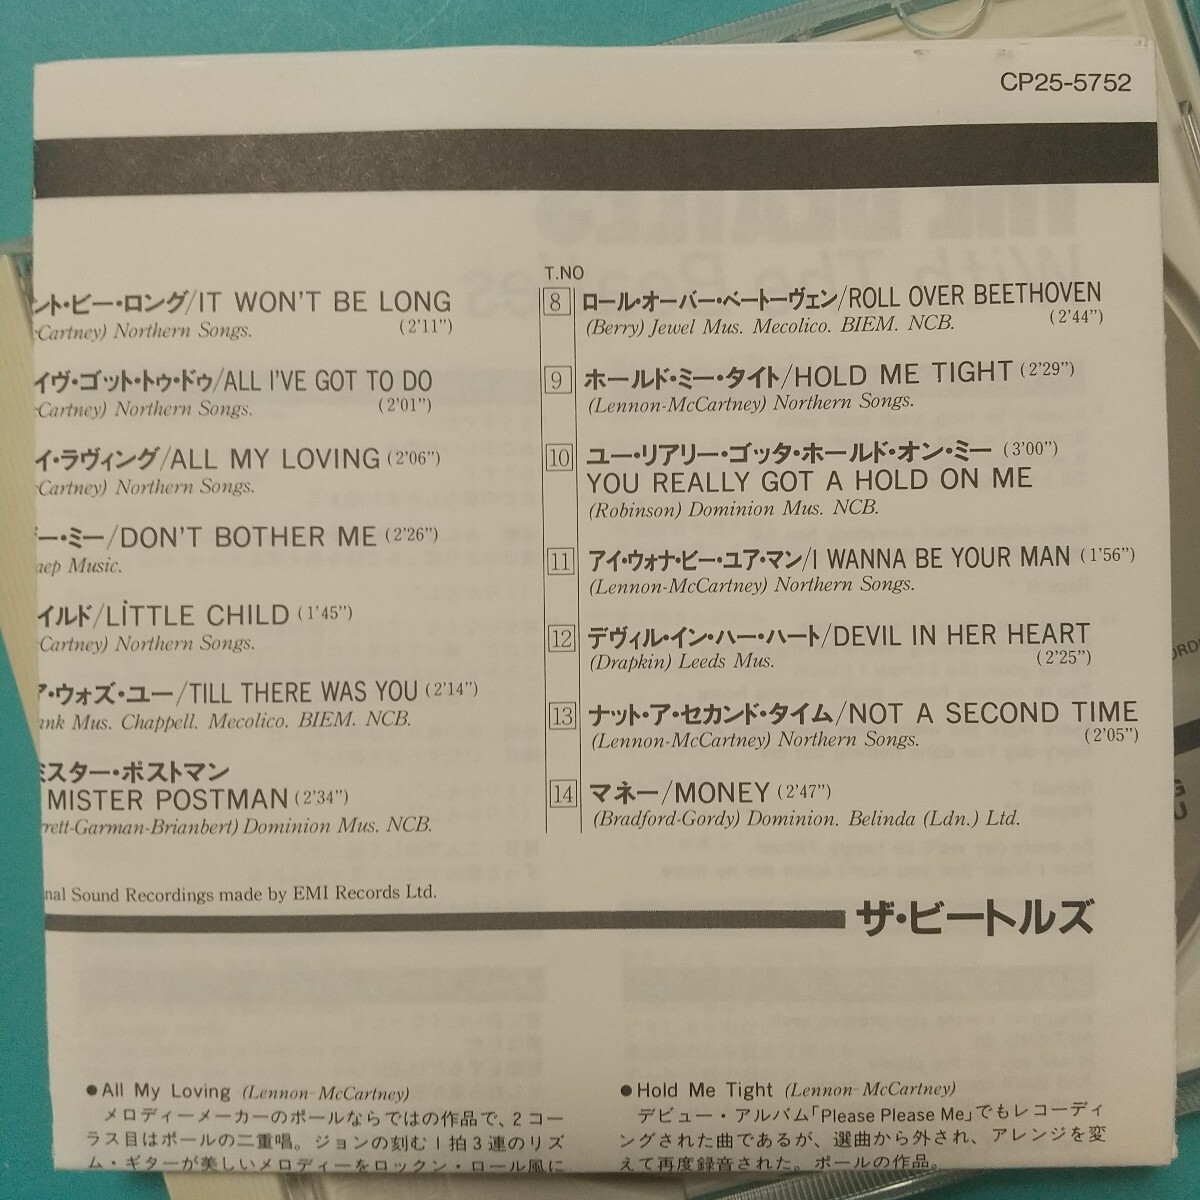 CP25-5752
ント・ビー・ロング/IT WON'T BE LONG
Cartney) Northern Songs. (2'11")
イヴ・ゴット・トゥ・ドゥ/ALL I'VE GOT TO DO
Cartney) Northern Songs. (2'01")
イ・ラヴィング/ALL MY LOVING (2'06")
Cartney) Northern Songs.
ー・ミー/DON'T BOTHER ME (2'26")
Music.
イルド/LiTTLE CHILD (1'45")
Cartney) Northern Songs.
ア・ウォズ・ユー/TILL THERE WAS YOU (2'14")
ank Mus. Chappell. Mecolico. BIEM. NCB.
ミスター・ポストマン
MISTER POSTMAN (2'34")
rett-Garman-Brianbert) Dominion Mus. NCB.
nal Sound Recordings made by EMI Records Ltd.
T.NO
8 ロール・オーバー・ベートーヴェン/ROLL OVER BEETHOVEN
(Berry) Jewel Mus. Mecolico. BIEM. NCB. (2'44")
9 ホールド・ミー・タイト/HOLD ME TIGHT (2'29")
(Lennon-McCartney) Northern Songs.
10 ユー・リアリー・ゴッタ・ホールド・オン・ミー (3'00")
YOU REALLY GOT A HOLD ON ME
(Robinson) Dominion Mus. NCB.
11 アイ・ウォナ・ビー・ユア・マン/I WANNA BE YOUR MAN (1'56")
(Lennon-McCartney) Northern Songs.
12 デヴィル・イン・ハー・ハート/DEVIL IN HER HEART
(Drapkin) Leeds Mus. (2'25")
13 ナット・ア・セカンド・タイム/NOT A SECOND TIME
(Lennon-McCartney) Northern Songs. (2'05")
14 マネー/MONEY (2'47")
(Bradford-Gordy) Dominion. Belinda (Ldn.) Ltd.
ザ・ビートルズ
●All My Loving (Lennon-McCartney)
メロディーメーカーのポールならではの作品で、2コー
ラス目はポールの二重唱。ジョンの刻む1拍3連のリズ
ム・ギターが美しいメロディーをロックン・ロール風に
●Hold Me Tight (Lennon-McCartney)
デビュー・アルバム「Please Please Me」でもレコーディ
ングされた曲であるが、選曲から外され、アレンジを変
えて再度録音された。ポールの作品。